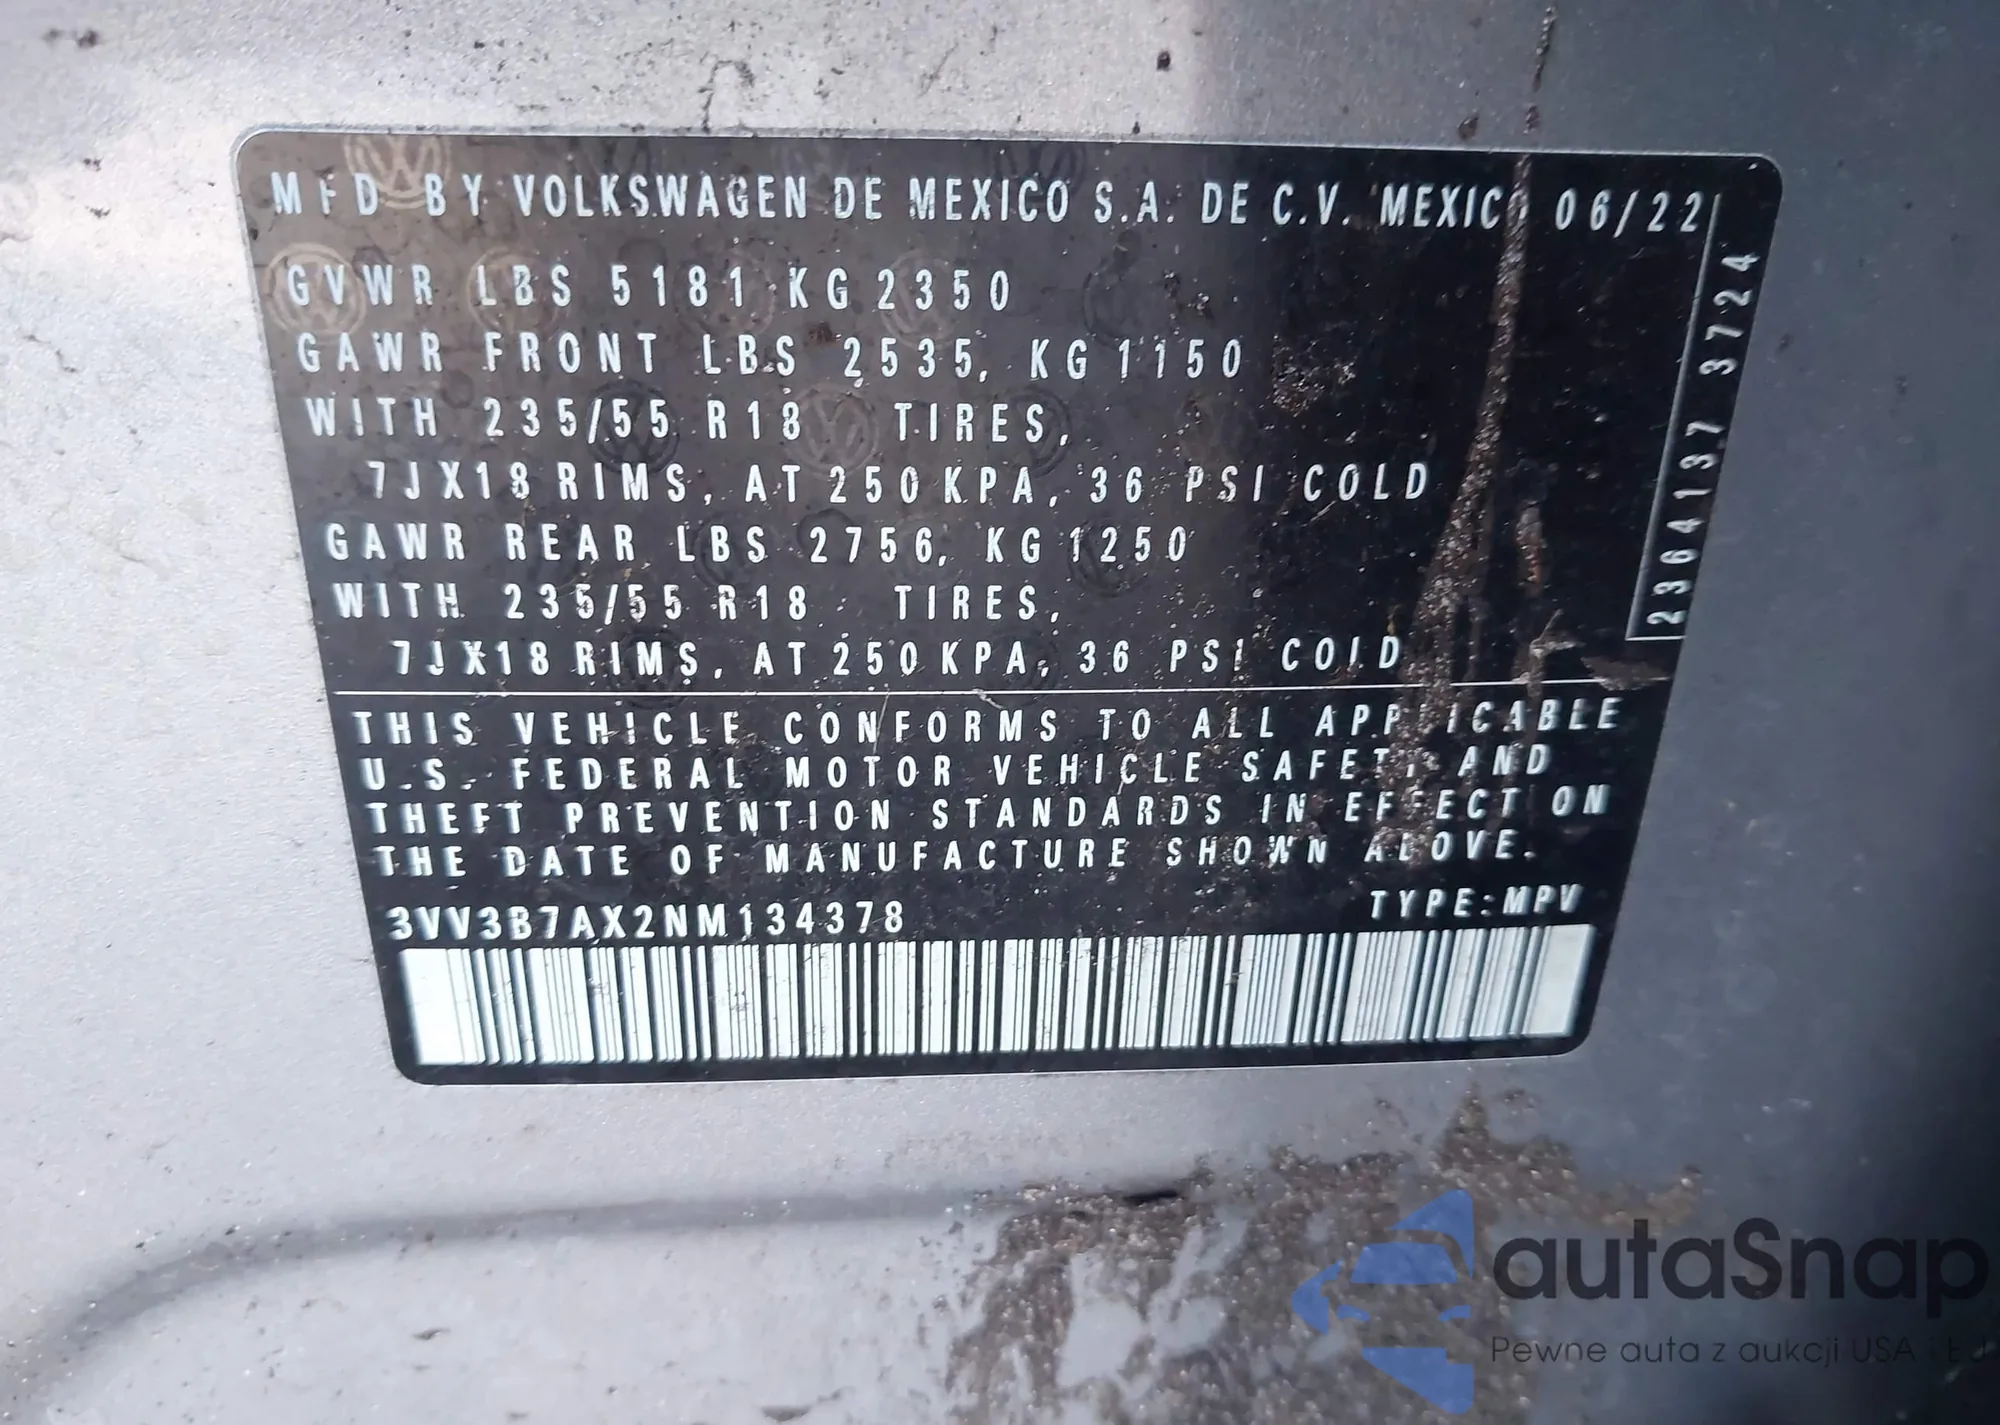 MFD BY VOLKSWAGEN DE MEXICO S.A. DE C.V. MEXICO 06/22
GVWR LBS 5181 KG 2350
GAWR FRONT LBS 2535, KG 1150
WITH 235/55 R18 TIRES,
7JX18 RIMS, AT 250 KPA, 36 PSI COLD
GAWR REAR LBS 2756, KG 1250
WITH 235/55 R18 TIRES,
7JX18 RIMS, AT 250 KPA, 36 PSI COLD
2364137 3724
THIS VEHICLE CONFORMS TO ALL APPLICABLE
U.S. FEDERAL MOTOR VEHICLE SAFETY AND
THEFT PREVENTION STANDARDS IN EFFECT ON
THE DATE OF MANUFACTURE SHOWN ABOVE.
3VV3B7AX2NM134378 TYPE:MPV
autaSnap
Pewne auta z aukcji USA i EU